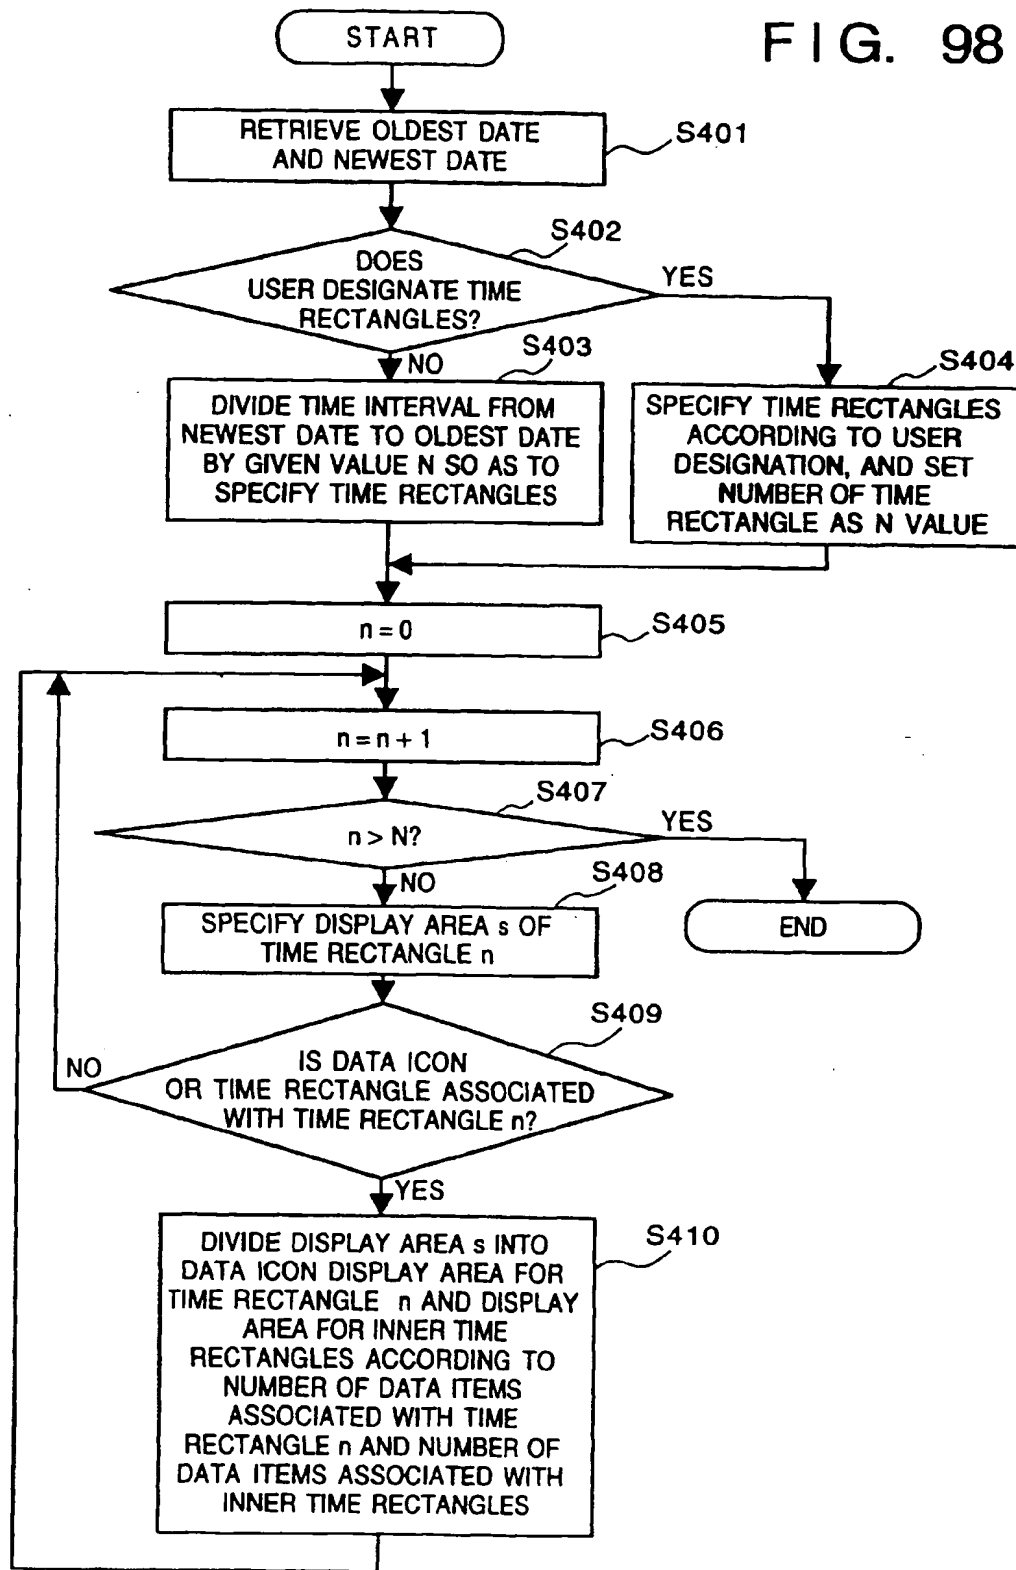 START
FIG. 98
RETRIEVE OLDEST DATE
AND NEWEST DATE
S401
S402
DOES
USER DESIGNATE TIME
RECTANGLES?
YES
NO
S403
DIVIDE TIME INTERVAL FROM
NEWEST DATE TO OLDEST DATE
BY GIVEN VALUE N SO AS TO
SPECIFY TIME RECTANGLES
S404
SPECIFY TIME RECTANGLES
ACCORDING TO USER
DESIGNATION, AND SET
NUMBER OF TIME
RECTANGLE AS N VALUE
n = 0
S405
n = n + 1
S406
S407
n > N?
YES
NO
S408
SPECIFY DISPLAY AREA s OF
TIME RECTANGLE n
END
S409
IS DATA ICON
OR TIME RECTANGLE ASSOCIATED
WITH TIME RECTANGLE n?
NO
YES
S410
DIVIDE DISPLAY AREA s INTO
DATA ICON DISPLAY AREA FOR
TIME RECTANGLE n AND DISPLAY
AREA FOR INNER TIME
RECTANGLES ACCORDING TO
NUMBER OF DATA ITEMS
ASSOCIATED WITH TIME
RECTANGLE n AND NUMBER OF
DATA ITEMS ASSOCIATED WITH
INNER TIME RECTANGLES